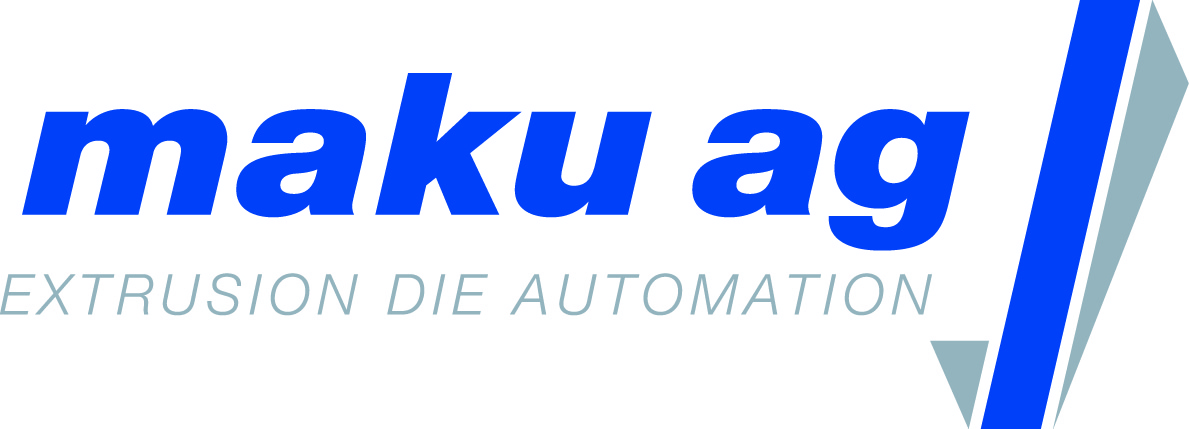 maku ag
EXTRUSION DIE AUTOMATION